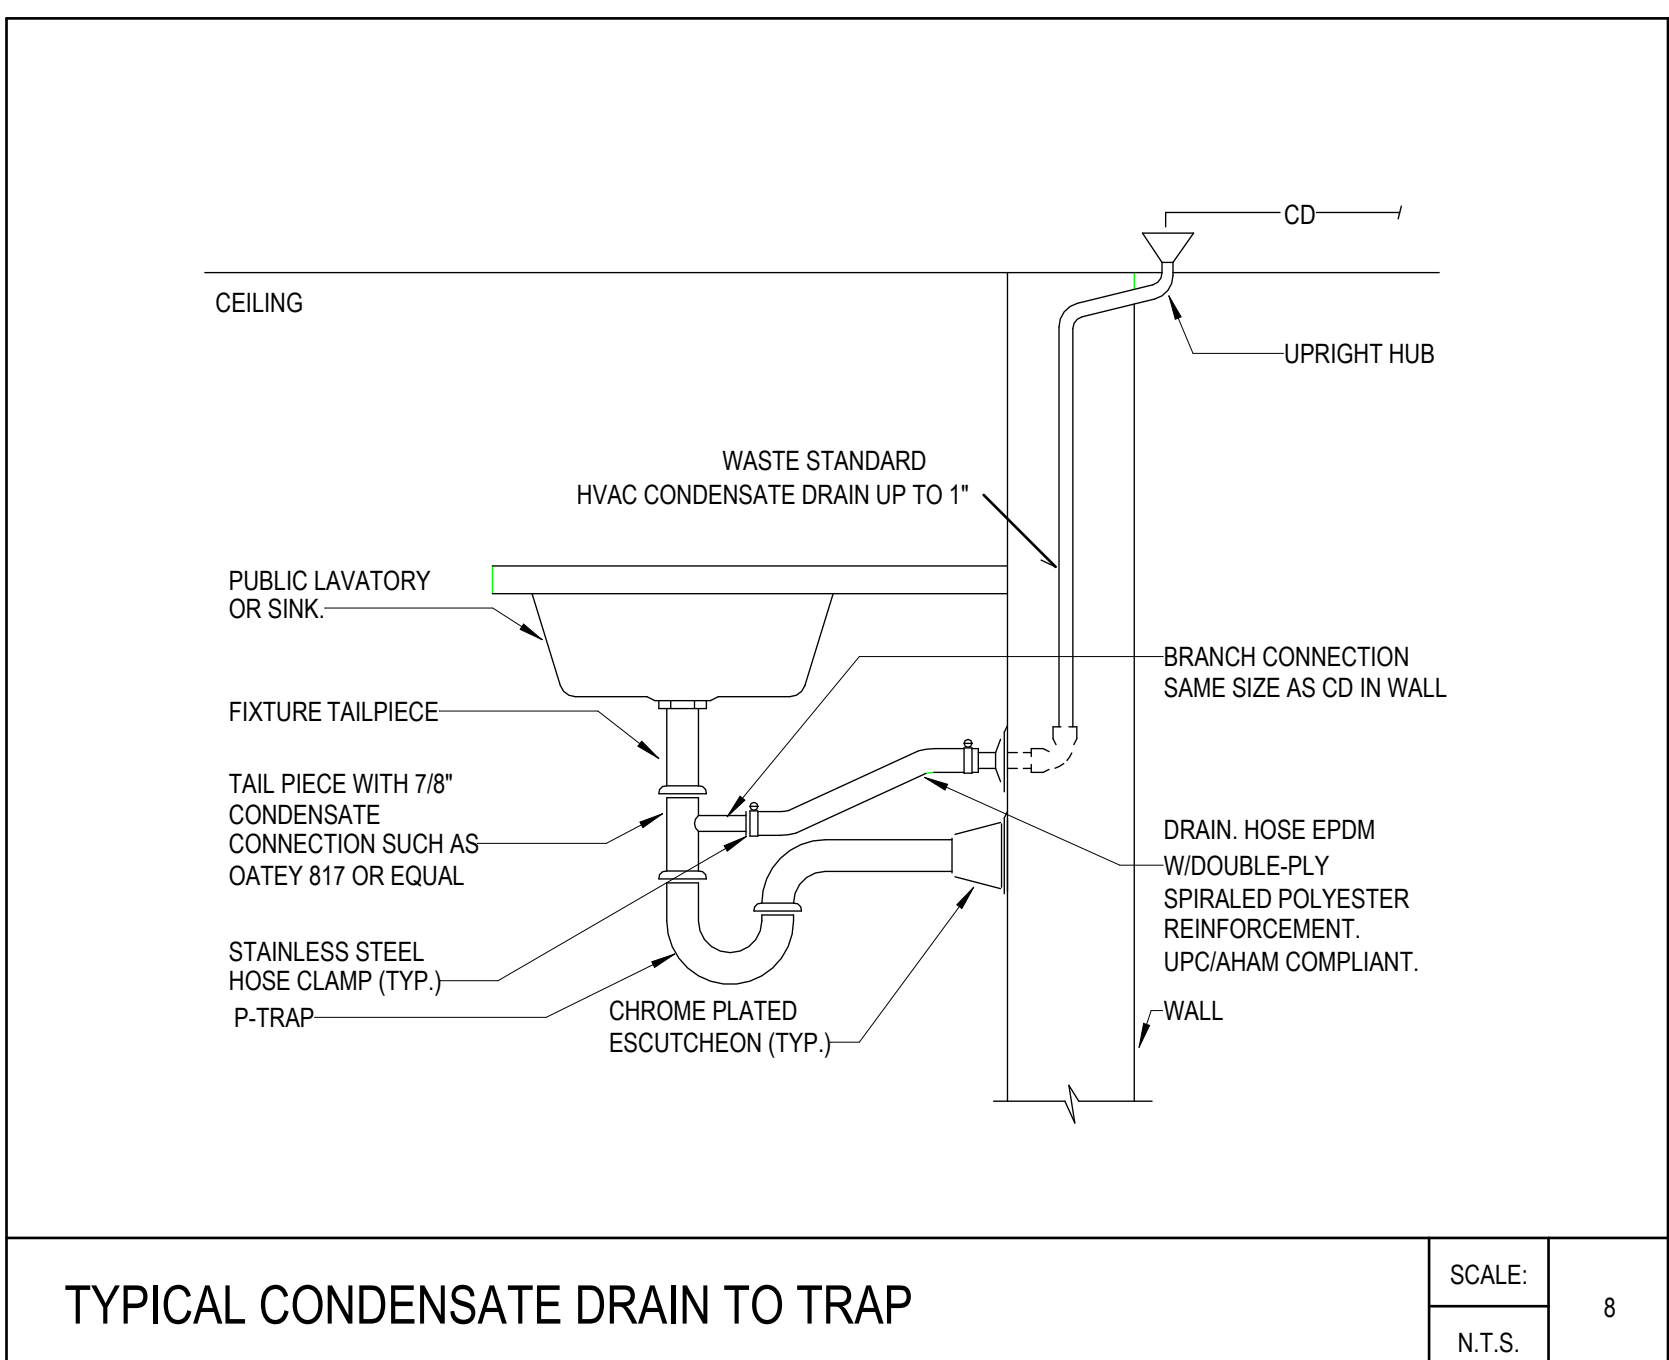 CD
CEILING
UPRIGHT HUB
WASTE STANDARD
HVAC CONDENSATE DRAIN UP TO 1"
PUBLIC LAVATORY
OR SINK.
BRANCH CONNECTION
SAME SIZE AS CD IN WALL
FIXTURE TAILPIECE
TAIL PIECE WITH 7/8"
CONDENSATE
CONNECTION SUCH AS
OATEY 817 OR EQUAL
DRAIN. HOSE EPDM
W/DOUBLE-PLY
SPIRALED POLYESTER
REINFORCEMENT.
UPC/AHAM COMPLIANT.
STAINLESS STEEL
HOSE CLAMP (TYP.)
P-TRAP
CHROME PLATED
ESCUTCHEON (TYP.)
WALL
TYPICAL CONDENSATE DRAIN TO TRAP
SCALE:
N.T.S.
8